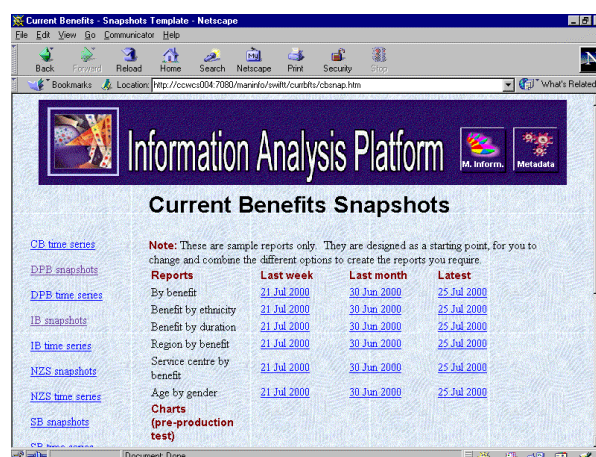 Current Benefits - Snapshots Template - Netscape
File Edit View Go Communicator Help
Back Forward Reload Home Search Netscape Print Security Stop
Bookmarks Location: http://ccwcs004:7080/maninfo/swiftt/currbfts/cbsnap.htm What's Related
Information Analysis Platform
M. Inform. Metadata
Current Benefits Snapshots
CB time series
DPB snapshots
DPB time series
IB snapshots
IB time series
NZS snapshots
NZS time series
SB snapshots
SB time series
Note: These are sample reports only. They are designed as a starting point, for you to
change and combine the different options to create the reports you require.
Reports Last week Last month Latest
By benefit 21 Jul 2000 30 Jun 2000 25 Jul 2000
Benefit by ethnicity 21 Jul 2000 30 Jun 2000 25 Jul 2000
Benefit by duration 21 Jul 2000 30 Jun 2000 25 Jul 2000
Region by benefit 21 Jul 2000 30 Jun 2000 25 Jul 2000
Service centre by
benefit 21 Jul 2000 30 Jun 2000 25 Jul 2000
Age by gender 21 Jul 2000 30 Jun 2000 25 Jul 2000
Charts
(pre-production
test)
Document: Done